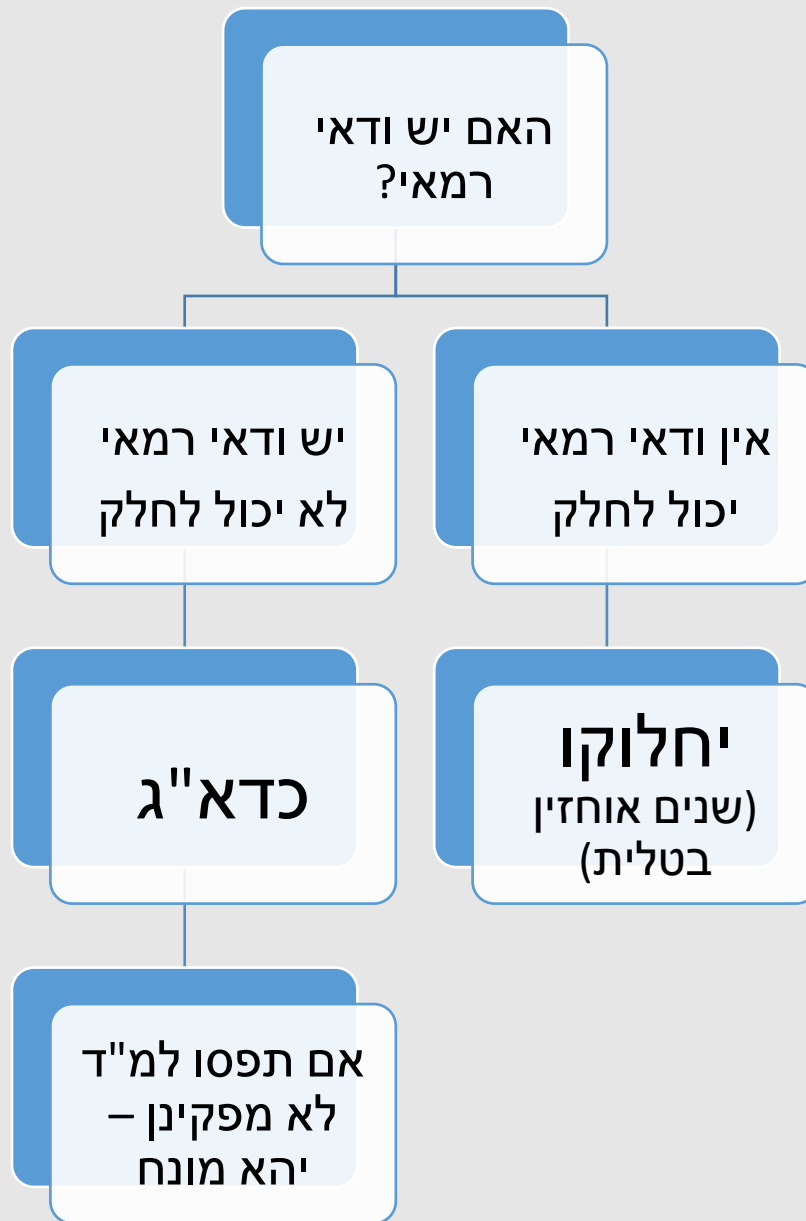 האם יש ודאי
רמאי?
אין ודאי רמאי
יכול לחלק
יש ודאי רמאי
לא יכול לחלק
יחלוקו
(שנים אוחזין
בטלית)
כדא"ג
אם תפסו למ"ד
לא מפקינן –
יהא מונח